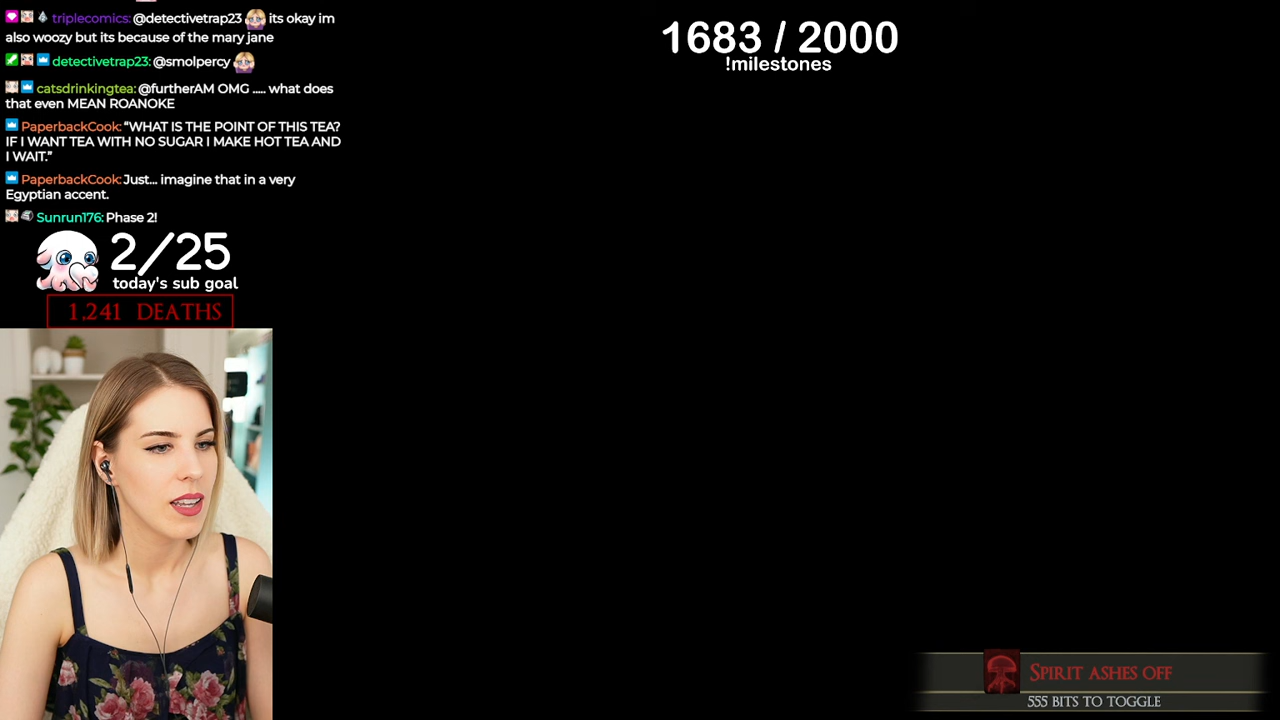 triplecomics: @detectivetrap23 its okay im
also woozy but its because of the mary jane
detectivetrap23: @smolpercy
catsdrinkingtea: @furtherAM OMG ..... what does
that even MEAN ROANOKE
PaperbackCook: “WHAT IS THE POINT OF THIS TEA?
IF I WANT TEA WITH NO SUGAR I MAKE HOT TEA AND
I WAIT.”
PaperbackCook: Just... imagine that in a very
Egyptian accent.
Sunrun176: Phase 2!
2/25
today's sub goal
1,241 DEATHS
1683 / 2000
!milestones
SPIRIT ASHES OFF
555 BITS TO TOGGLE